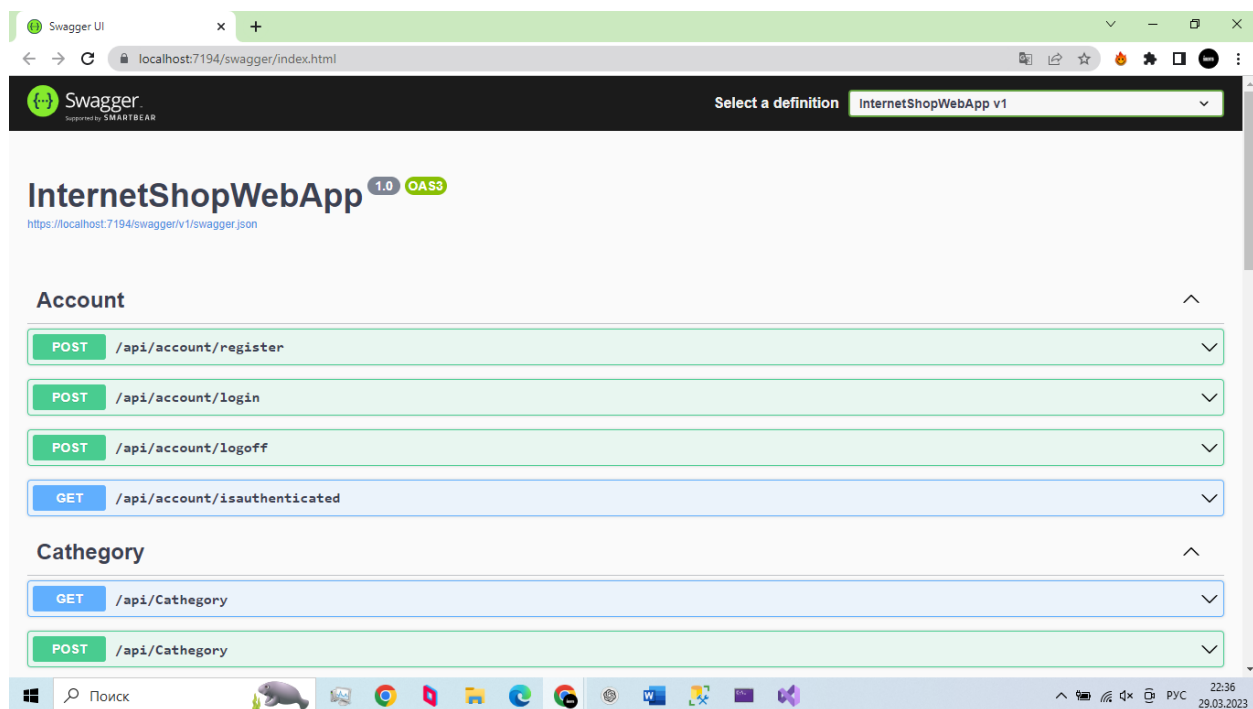 Swagger UI
localhost:7194/swagger/index.html
Swagger.
Supported by SMARTBEAR
Select a definition
InternetShopWebApp v1
InternetShopWebApp 1.0 OAS3
https://localhost:7194/swagger/v1/swagger.json
Account
POST /api/account/register
POST /api/account/login
POST /api/account/logoff
GET /api/account/isauthenticated
Cathegory
GET /api/Cathegory
POST /api/Cathegory
Поиск
РУС
22:36
29.03.2023